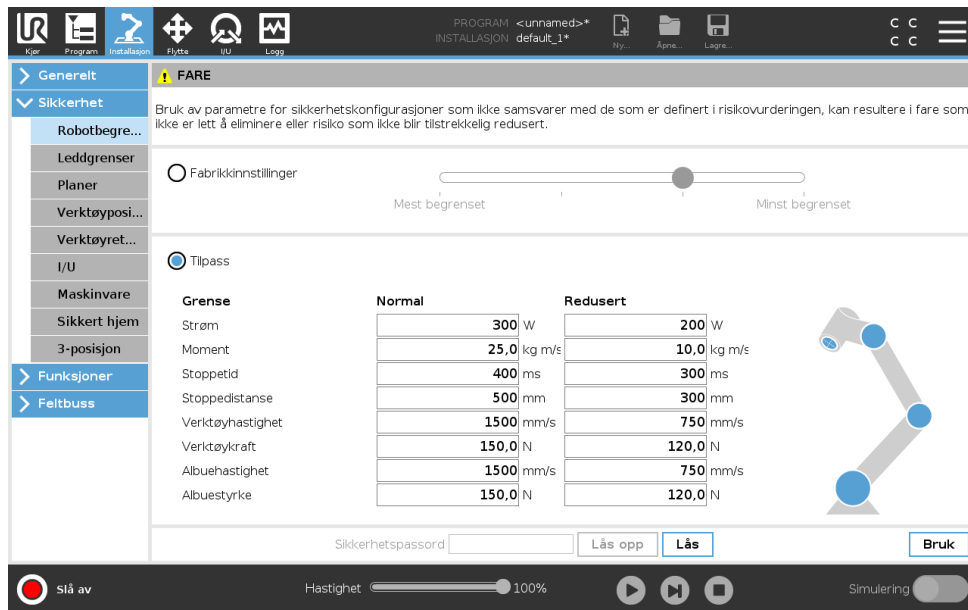 PROGRAM <unnamed>*
INSTALLASJON default_1*
Kjør Program Installasjon Flytte I/U Logg Ny... Åpne... Lagre...
C C
C C
Generelt
Sikkerhet
Robotbegre...
Leddgrenser
Planer
Verktøyposi...
Verktøyret...
I/U
Maskinvare
Sikkert hjem
3-posisjon
Funksjoner
Feltbuss
FARE
Bruk av parametre for sikkerhetskonfigurasjoner som ikke samsvarer med de som er definert i risikovurderingen, kan resultere i fare som
ikke er lett å eliminere eller risiko som ikke blir tilstrekkelig redusert.
Fabrikkinnstillinger
Mest begrenset Minst begrenset
Tilpass
Grense Normal Redusert
Strøm 300 W 200 W
Moment 25,0 kg m/s 10,0 kg m/s
Stoppetid 400 ms 300 ms
Stoppedistanse 500 mm 300 mm
Verktøyhastighet 1500 mm/s 750 mm/s
Verktøykraft 150,0 N 120,0 N
Albuehastighet 1500 mm/s 750 mm/s
Albuestyrke 150,0 N 120,0 N
Sikkerhetspassord Lås opp Lås Bruk
Slå av Hastighet 100% Simulering